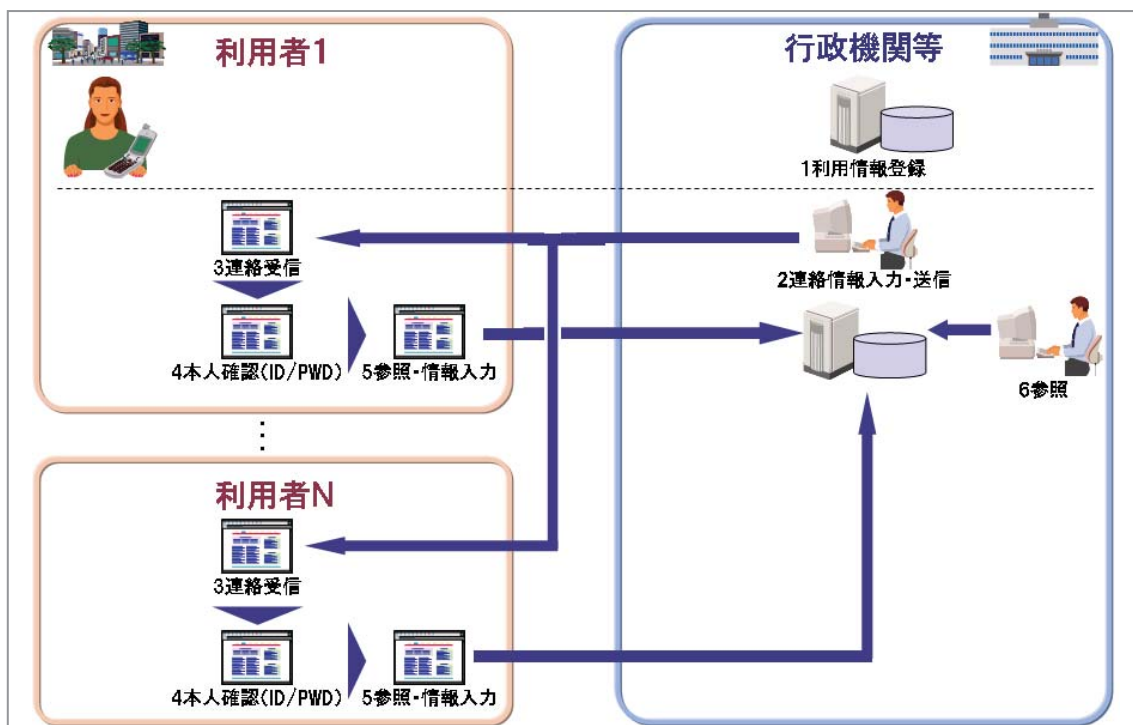 利用者1
行政機関等
1利用情報登録
3連絡受信
2連絡情報入力・送信
4本人確認(ID/PWD)
5参照・情報入力
6参照
⋮
利用者N
3連絡受信
4本人確認(ID/PWD)
5参照・情報入力